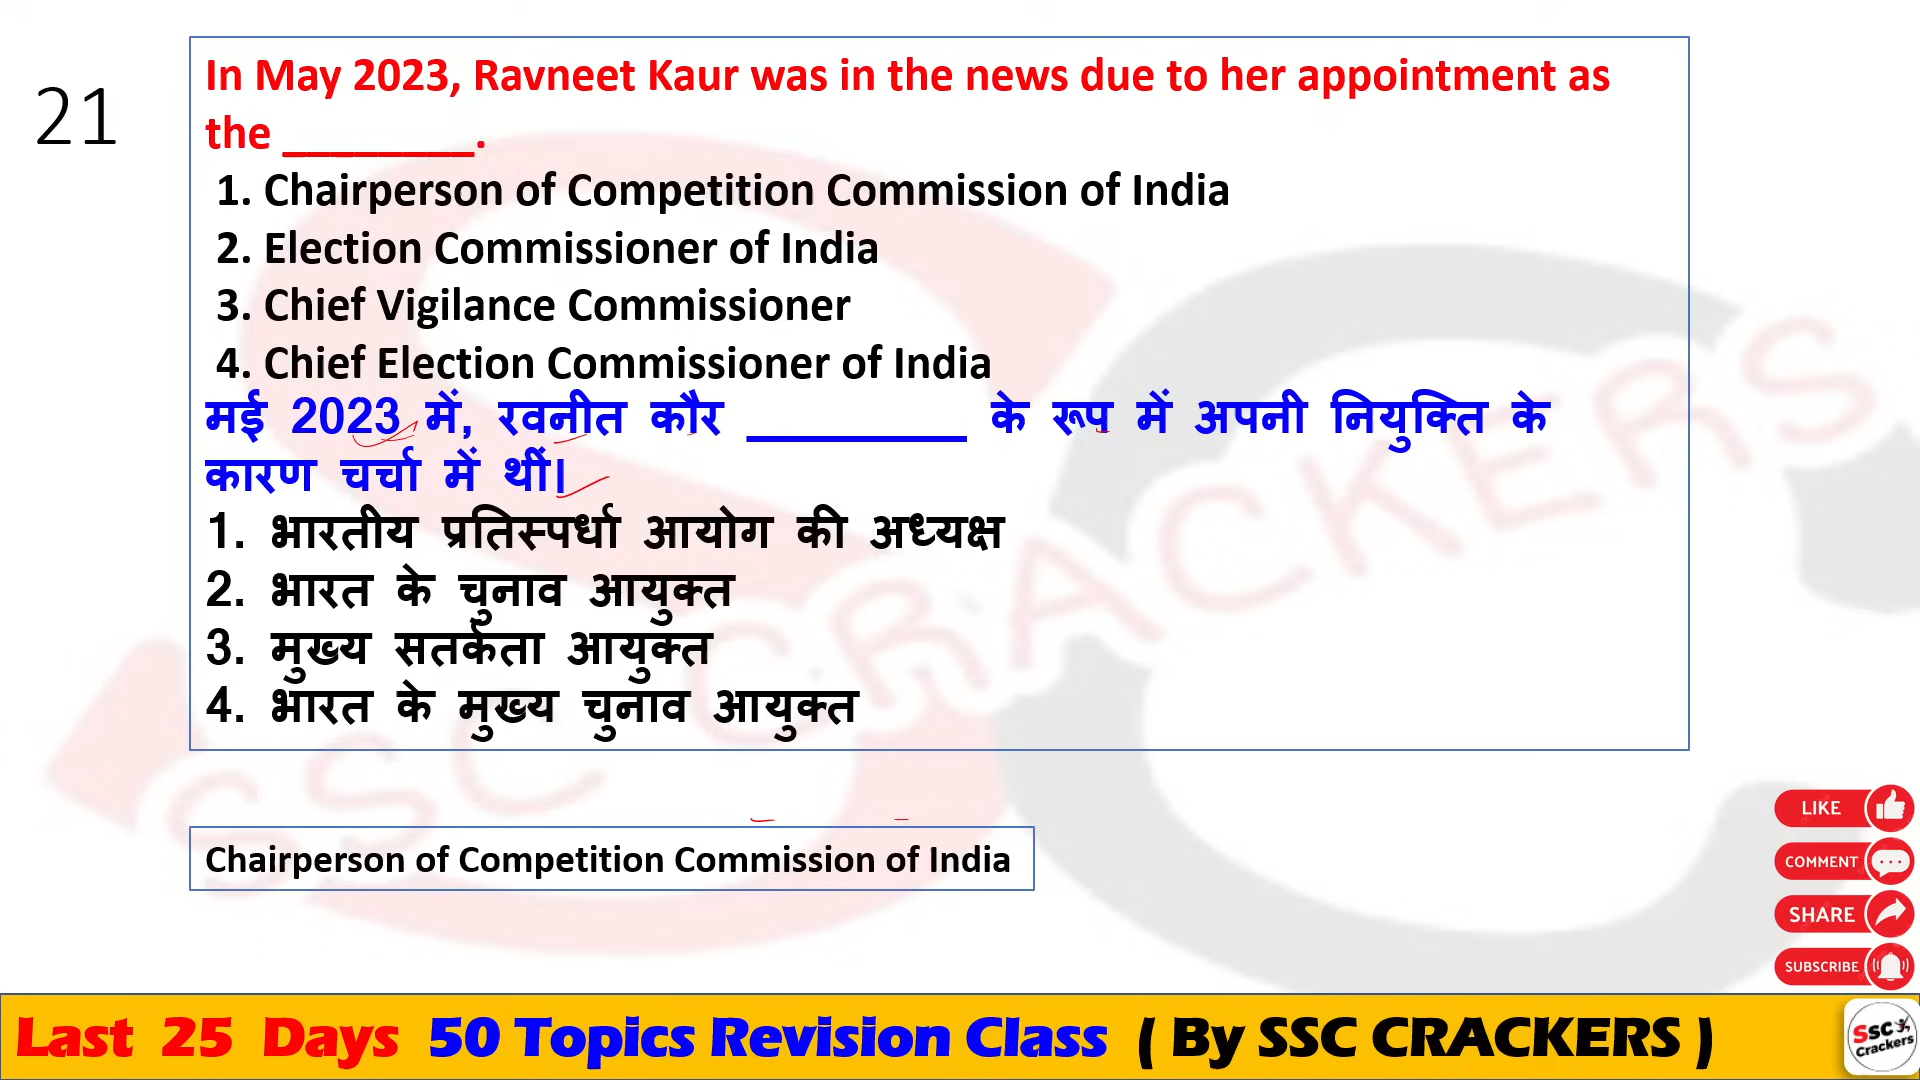 21
In May 2023, Ravneet Kaur was in the news due to her appointment as
the ________.
1. Chairperson of Competition Commission of India
2. Election Commissioner of India
3. Chief Vigilance Commissioner
4. Chief Election Commissioner of India
मई 2023 में, रवनीत कौर ________ के रूप में अपनी नियुक्ति के
कारण चर्चा में थीं।
1. भारतीय प्रतिस्पर्धा आयोग की अध्यक्ष
2. भारत के चुनाव आयुक्त
3. मुख्य सतर्कता आयुक्त
4. भारत के मुख्य चुनाव आयुक्त
Chairperson of Competition Commission of India
SSC CRACKERS
LIKE
COMMENT
SHARE
SUBSCRIBE
Last 25 Days 50 Topics Revision Class ( By SSC CRACKERS )
SSC
Crackers